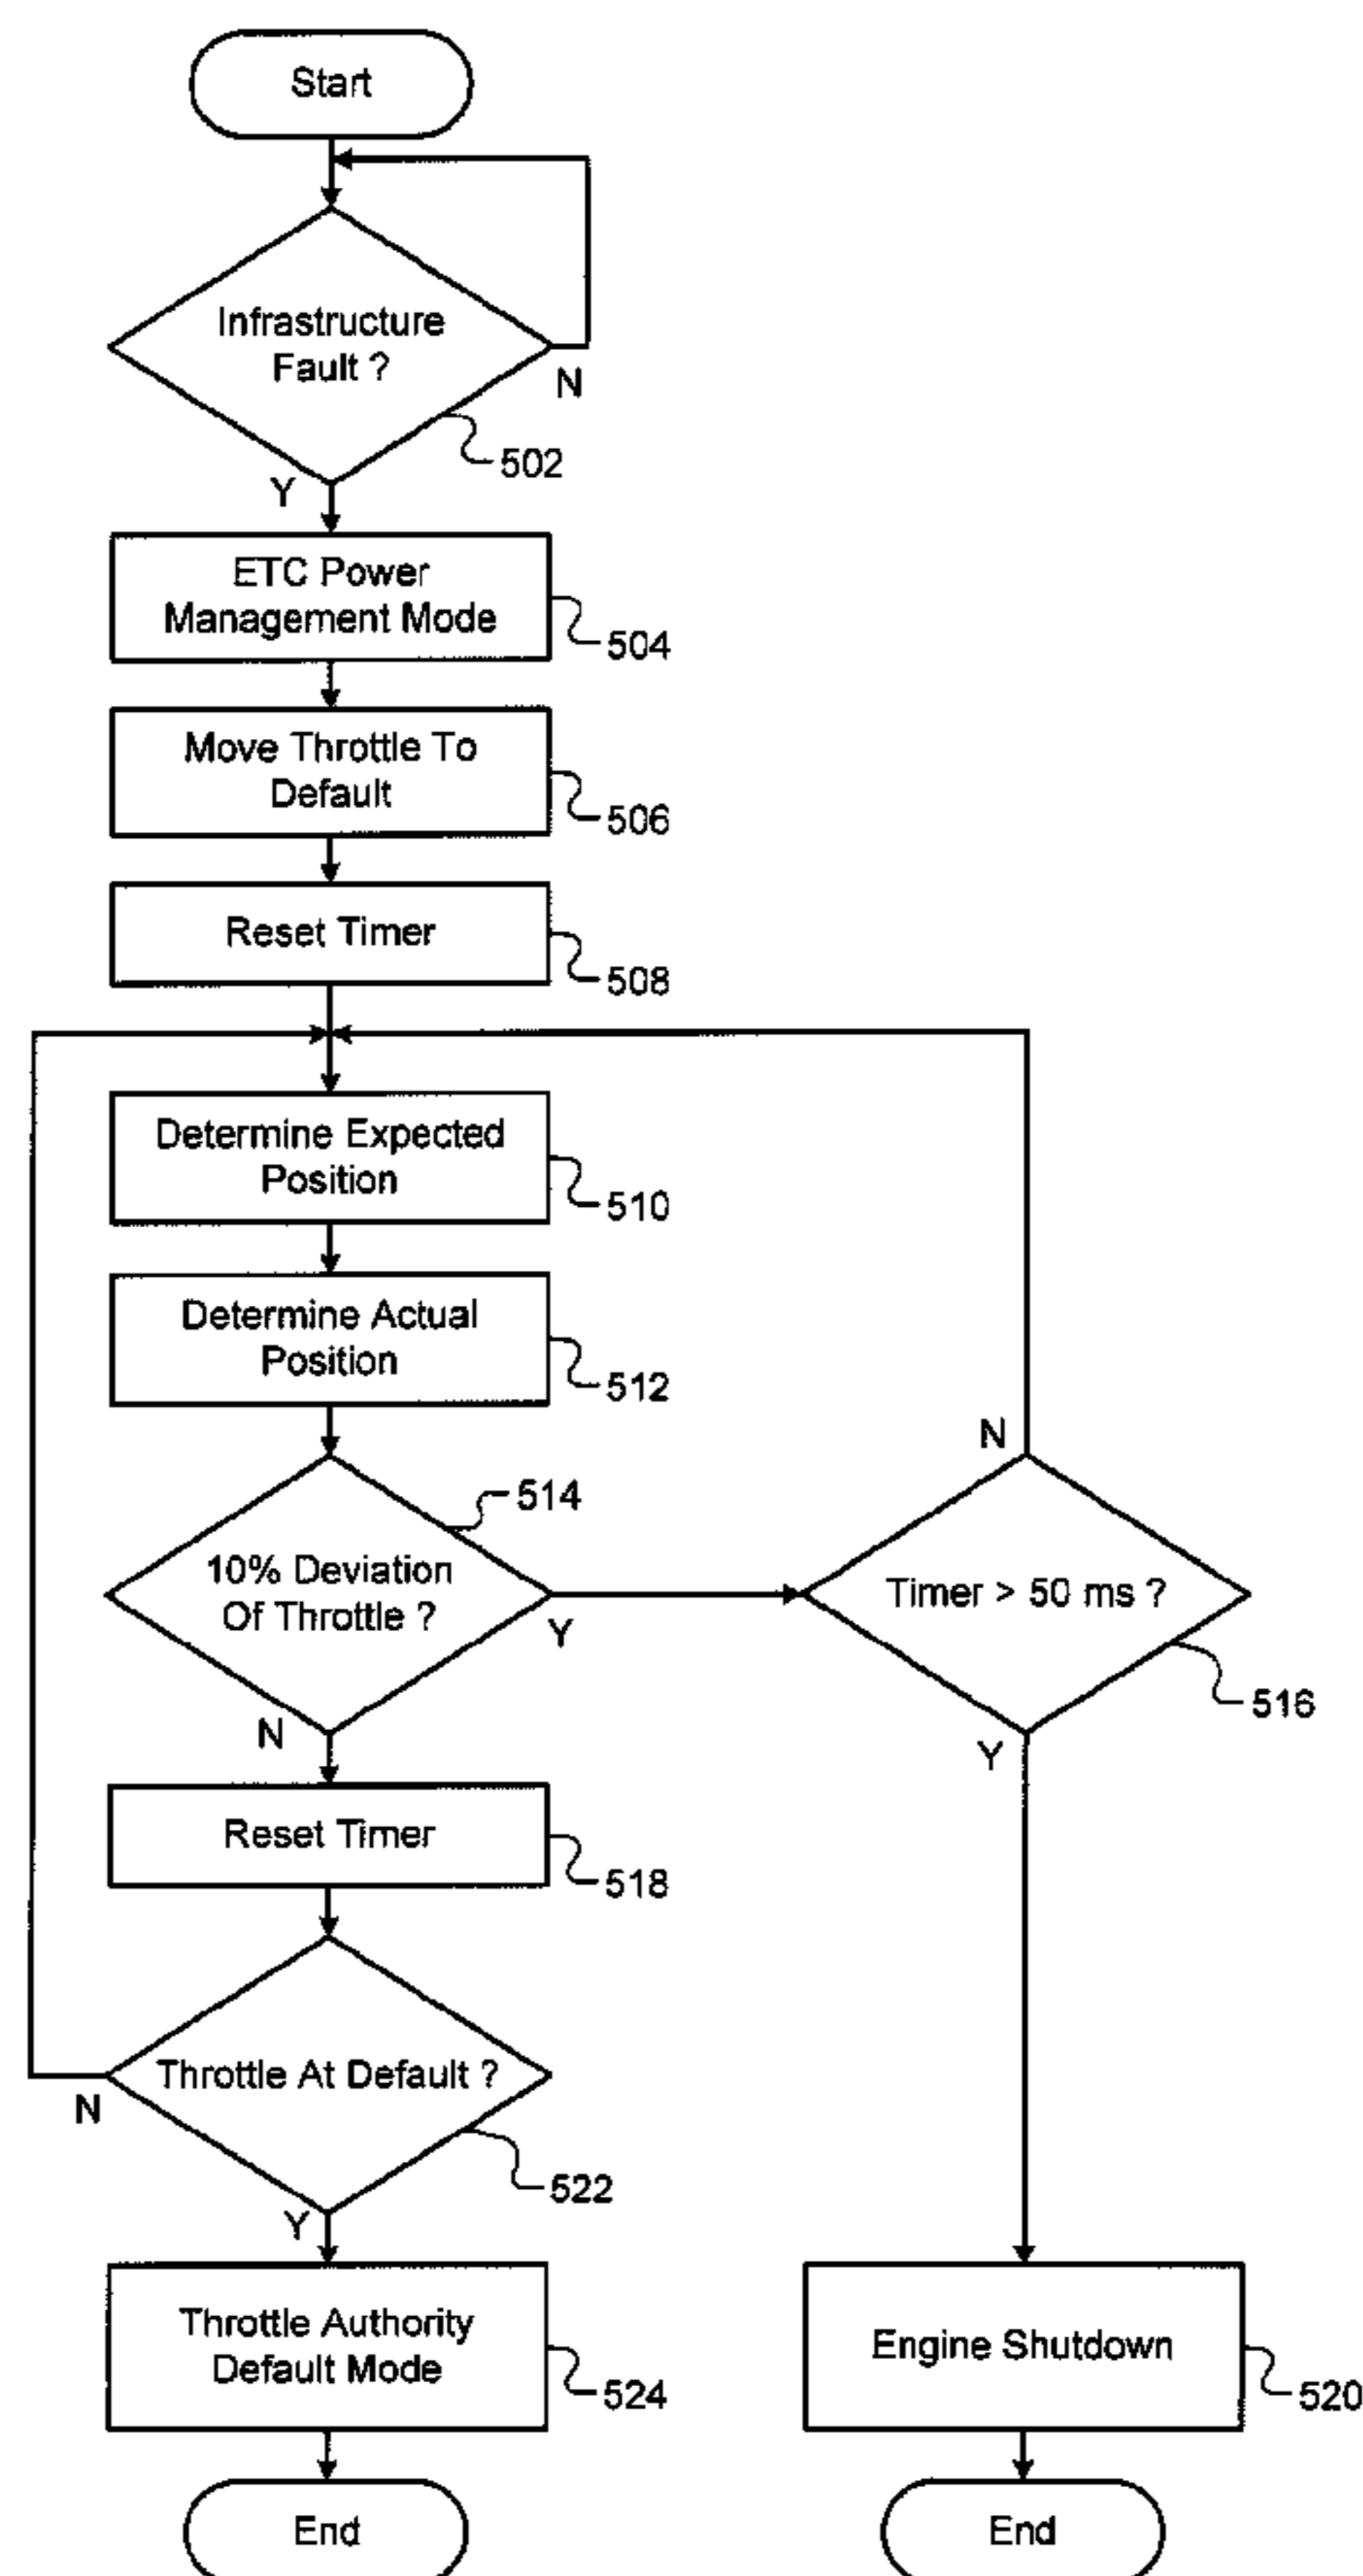 Start
Infrastructure
Fault ?
N
502
Y
ETC Power
Management Mode
504
Move Throttle To
Default
506
Reset Timer
508
Determine Expected
Position
510
Determine Actual
Position
512
N
514
10% Deviation
Of Throttle ?
Y
Timer > 50 ms ?
516
N
Y
Reset Timer
518
Throttle At Default ?
N
522
Y
Throttle Authority
Default Mode
524
Engine Shutdown
520
End
End